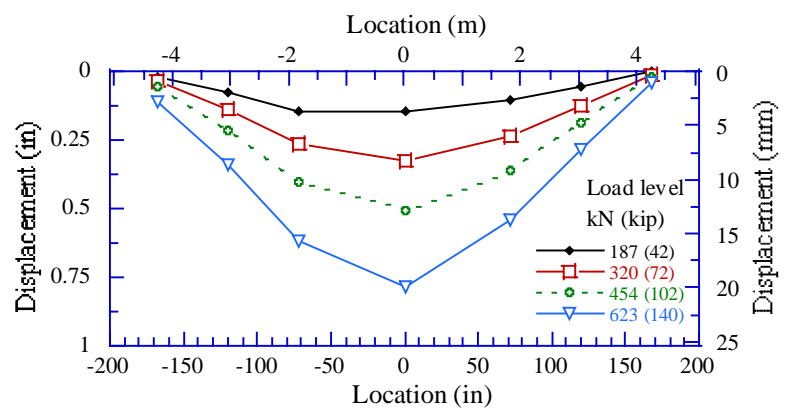 Location (m)
-4 -2 0 2 4
0 0
0.25 5
0.5 10
0.75 15
1 20
25
Displacement (in)
Displacement (mm)
Load level
kN (kip)
187 (42)
320 (72)
454 (102)
623 (140)
-200 -150 -100 -50 0 50 100 150 200
Location (in)